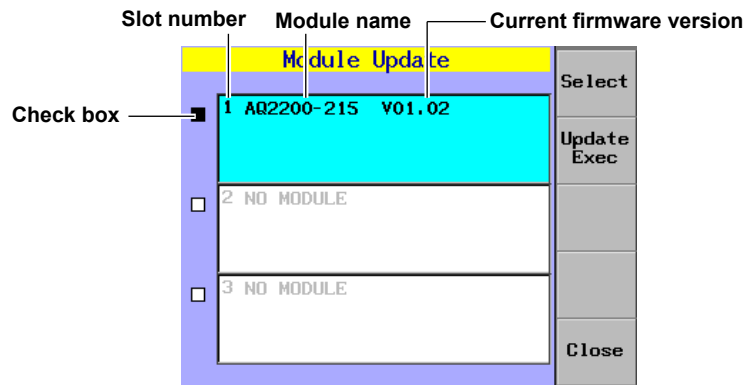 Slot number Module name Current firmware version
Module Update
Select
Check box
1 AQ2200-215 V01.02
Update
Exec
2 NO MODULE
3 NO MODULE
Close